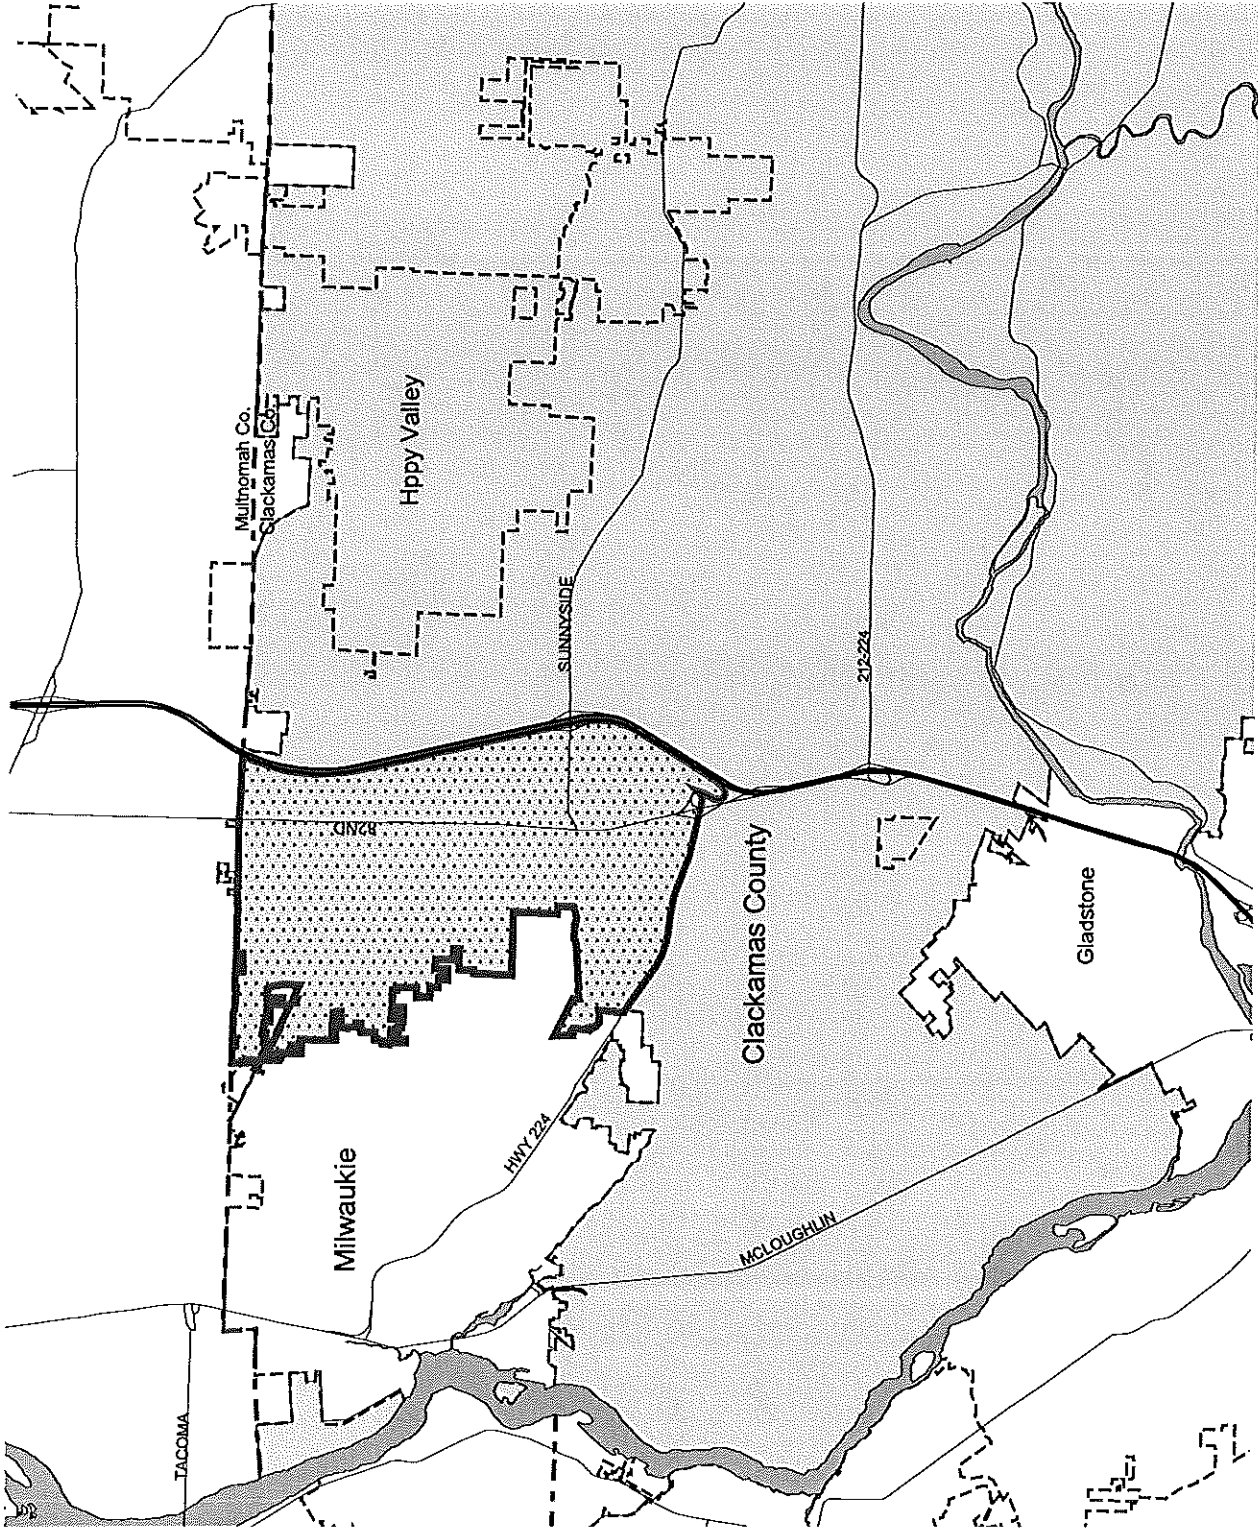 Multnomah Co.
Clackamas Co.
Hppy Valley
SUNNYSIDE
212-224
82ND
Clackamas County
Gladstone
HWY 224
Milwaukie
MCLOUGHLIN
TACOMA